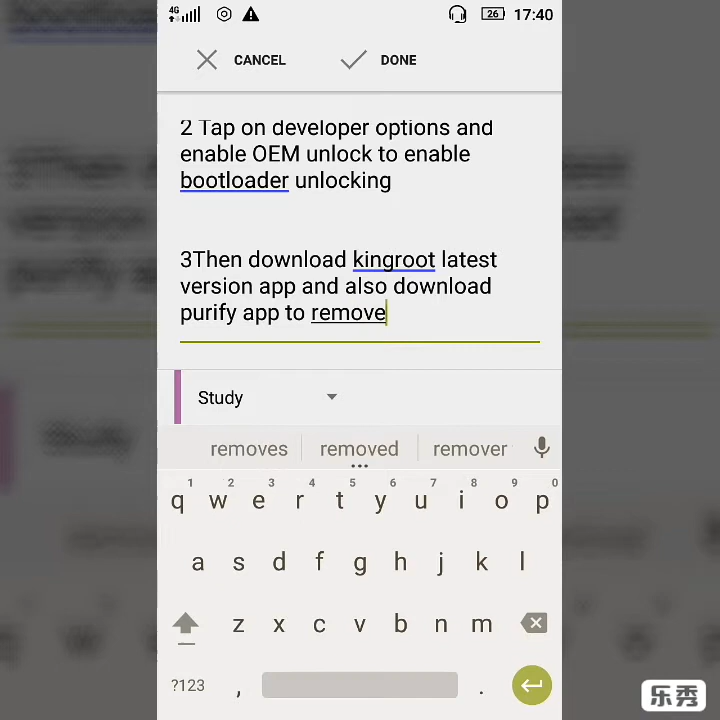 4G 26 17:40
CANCEL DONE
2 Tap on developer options and
enable OEM unlock to enable
bootloader unlocking
3Then download kingroot latest
version app and also download
purify app to remove
Study
removes removed remover
1 2 3 4 5 6 7 8 9 0
q w e r t y u i o p
a s d f g h j k l
z x c v b n m
?123 , .
乐秀